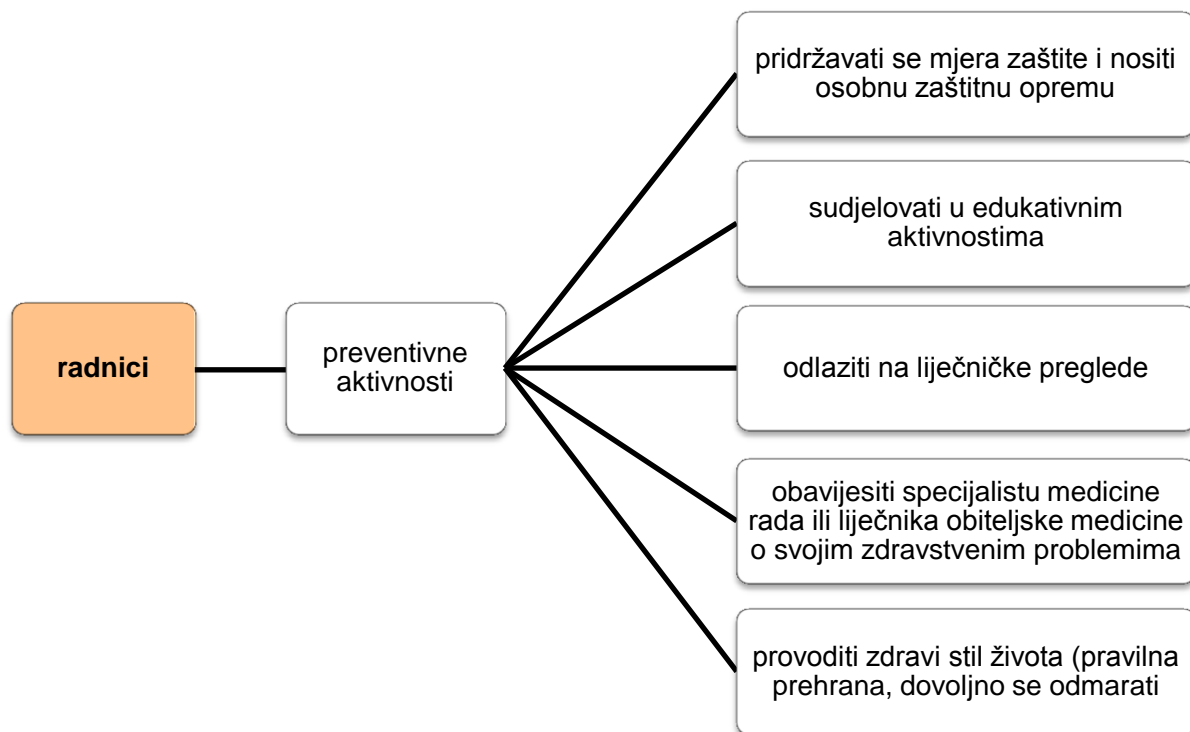 radnici
preventivne
aktivnosti
pridržavati se mjera zaštite i nositi
osobnu zaštitnu opremu
sudjelovati u edukativnim
aktivnostima
odlaziti na liječničke preglede
obavijesiti specijalistu medicine
rada ili liječnika obiteljske medicine
o svojim zdravstvenim problemima
provoditi zdravi stil života (pravilna
prehrana, dovoljno se odmarati